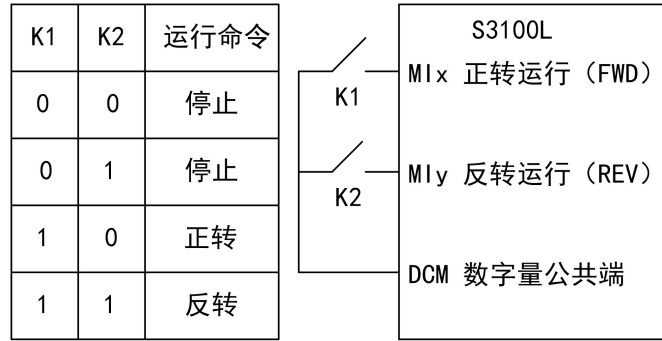 K1 K2 运行命令
0 0 停止
0 1 停止
1 0 正转
1 1 反转
S3100L
K1 MIx 正转运行（FWD）
K2 MIy 反转运行（REV）
DCM 数字量公共端